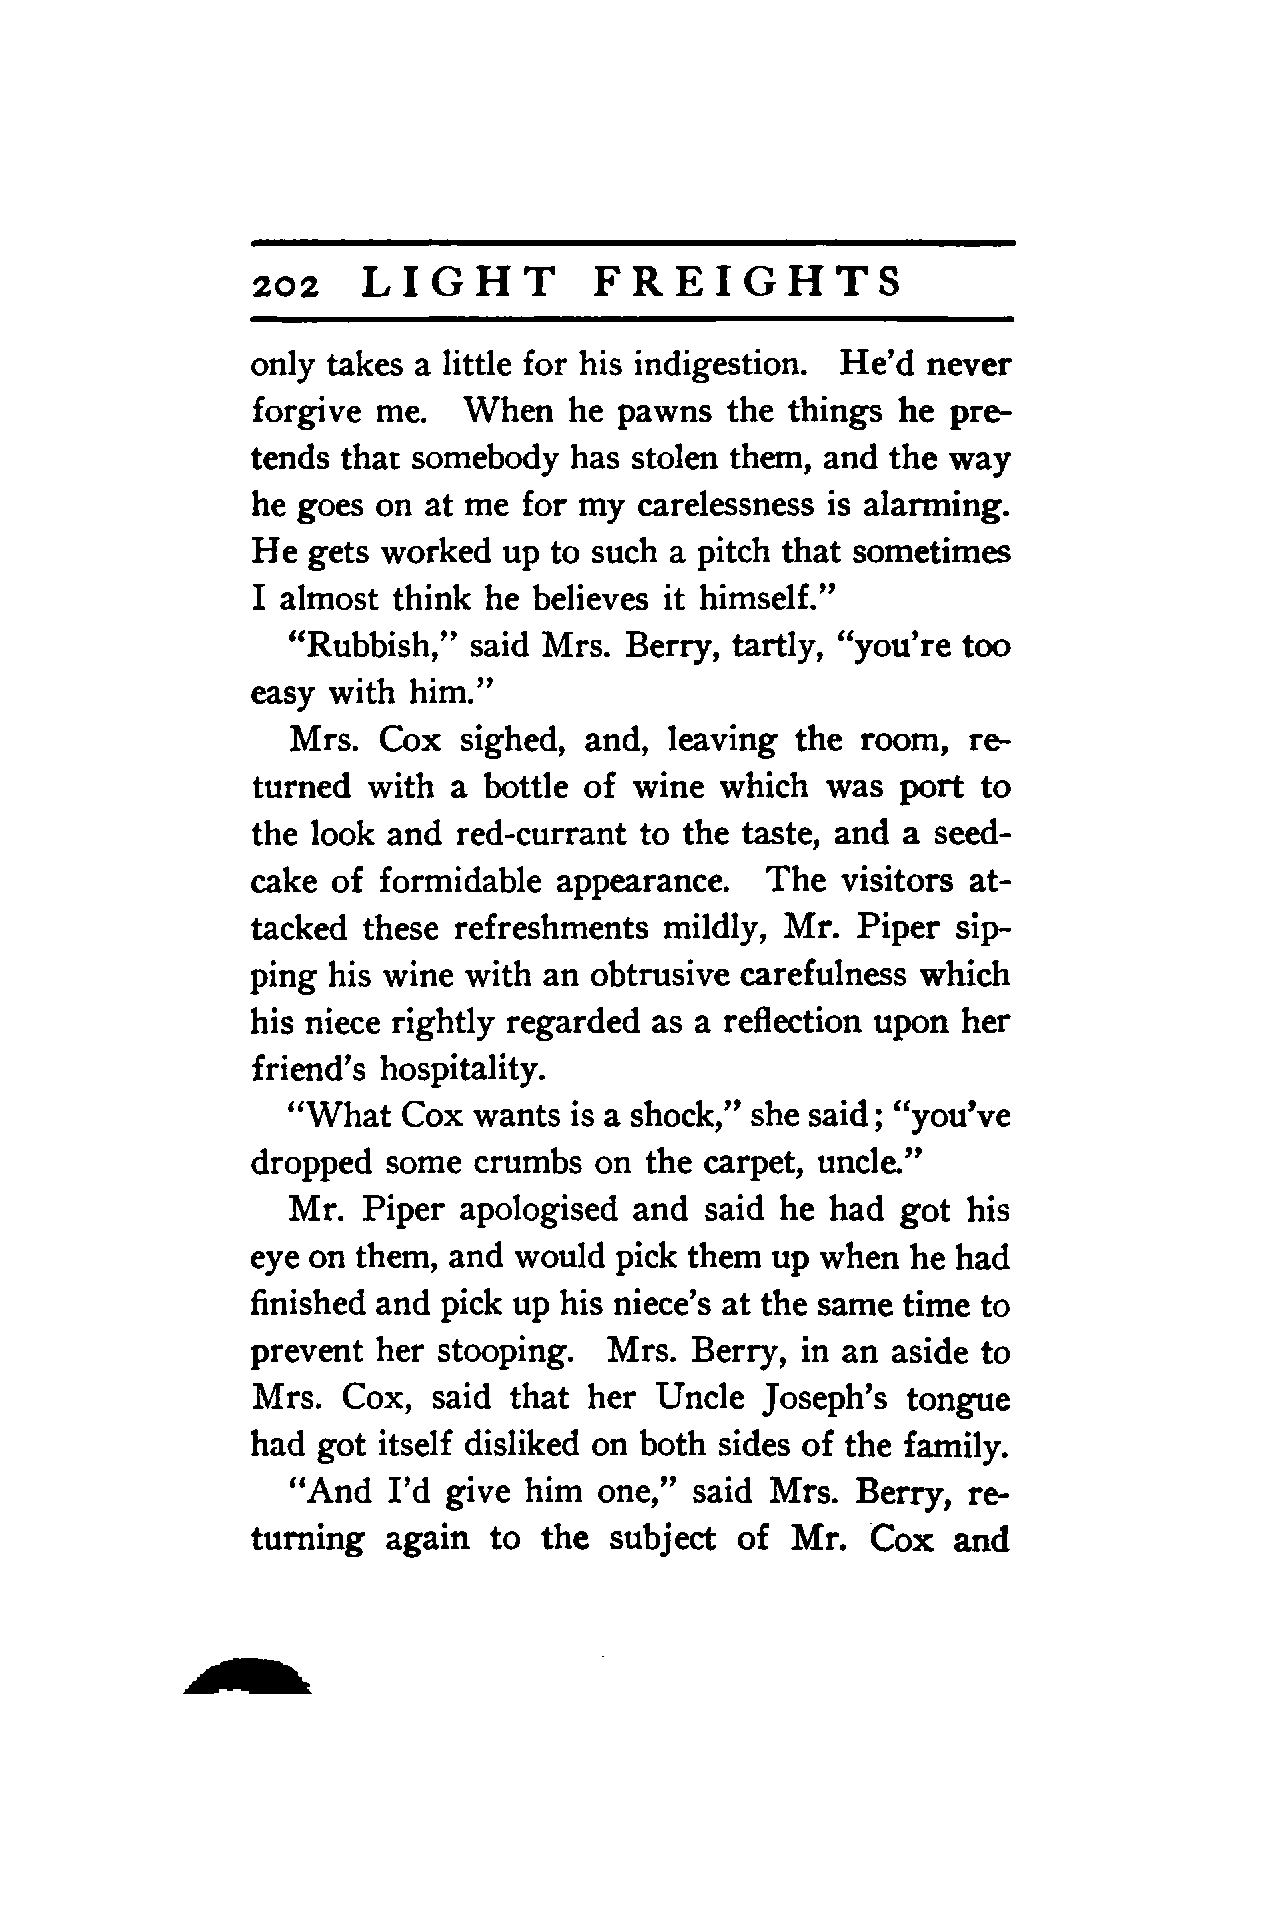 202 LIGHT FREIGHTS
only takes a little for his indigestion. He’d never
forgive me. When he pawns the things he pre-
tends that somebody has stolen them, and the way
he goes on at me for my carelessness is alarming.
He gets worked up to such a pitch that sometimes
I almost think he believes it himself.”
“Rubbish,” said Mrs. Berry, tartly, “you’re too
easy with him.”
Mrs. Cox sighed, and, leaving the room, re-
turned with a bottle of wine which was port to
the look and red-currant to the taste, and a seed-
cake of formidable appearance. The visitors at-
tacked these refreshments mildly, Mr. Piper sip-
ping his wine with an obtrusive carefulness which
his niece rightly regarded as a reflection upon her
friend’s hospitality.
“What Cox wants is a shock,” she said; “you’ve
dropped some crumbs on the carpet, uncle.”
Mr. Piper apologised and said he had got his
eye on them, and would pick them up when he had
finished and pick up his niece’s at the same time to
prevent her stooping. Mrs. Berry, in an aside to
Mrs. Cox, said that her Uncle Joseph’s tongue
had got itself disliked on both sides of the family.
“And I’d give him one,” said Mrs. Berry, re-
turning again to the subject of Mr. Cox and